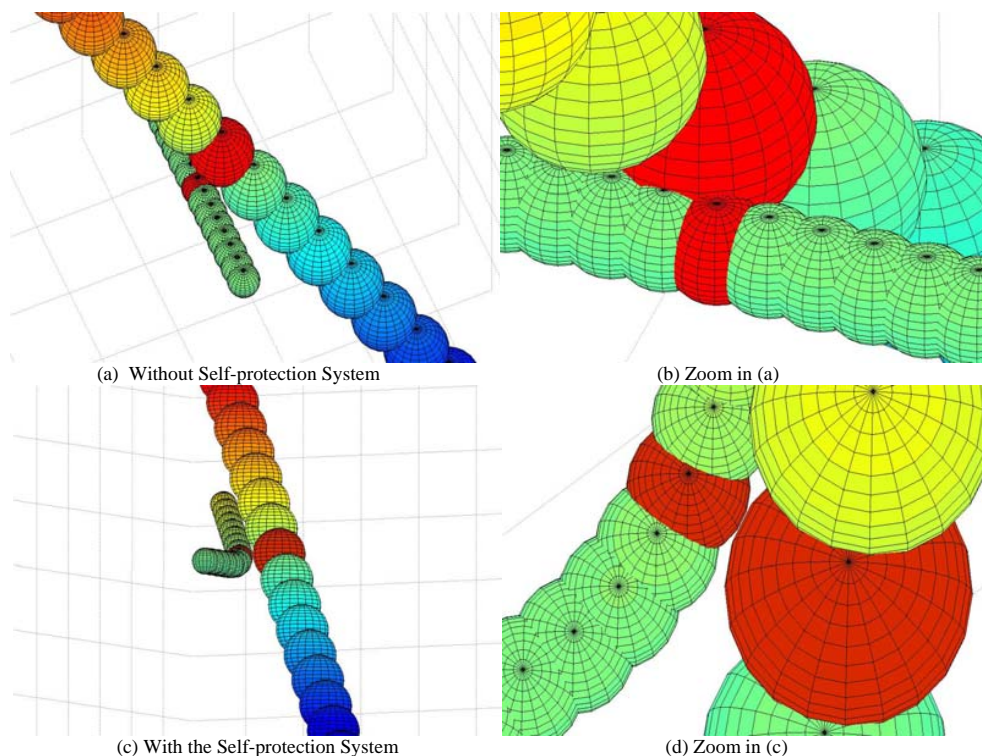 (a) Without Self-protection System
(b) Zoom in (a)
(c) With the Self-protection System
(d) Zoom in (c)